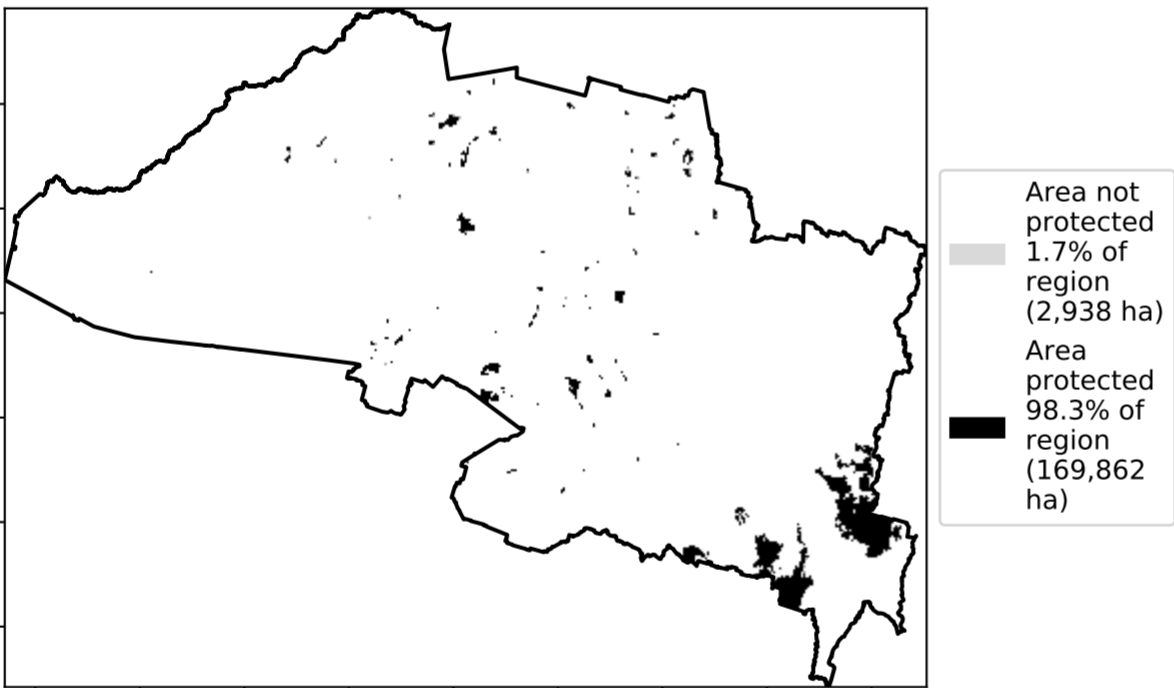 Area not
protected
1.7% of
region
(2,938 ha)
Area
protected
98.3% of
region
(169,862
ha)